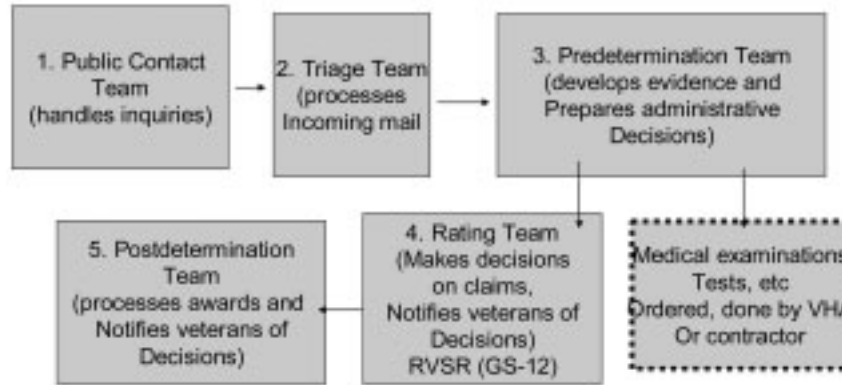 1. Public Contact
Team
(handles inquiries)
2. Triage Team
(processes
Incoming mail
3. Predetermination Team
(develops evidence and
Prepares administrative
Decisions)
5. Postdetermination
Team
(processes awards and
Notifies veterans of
Decisions)
4. Rating Team
(Makes decisions
on claims,
Notifies veterans of
Decisions)
RVSR (GS-12)
Medical examinations
Tests, etc
Ordered, done by VHA
Or contractor